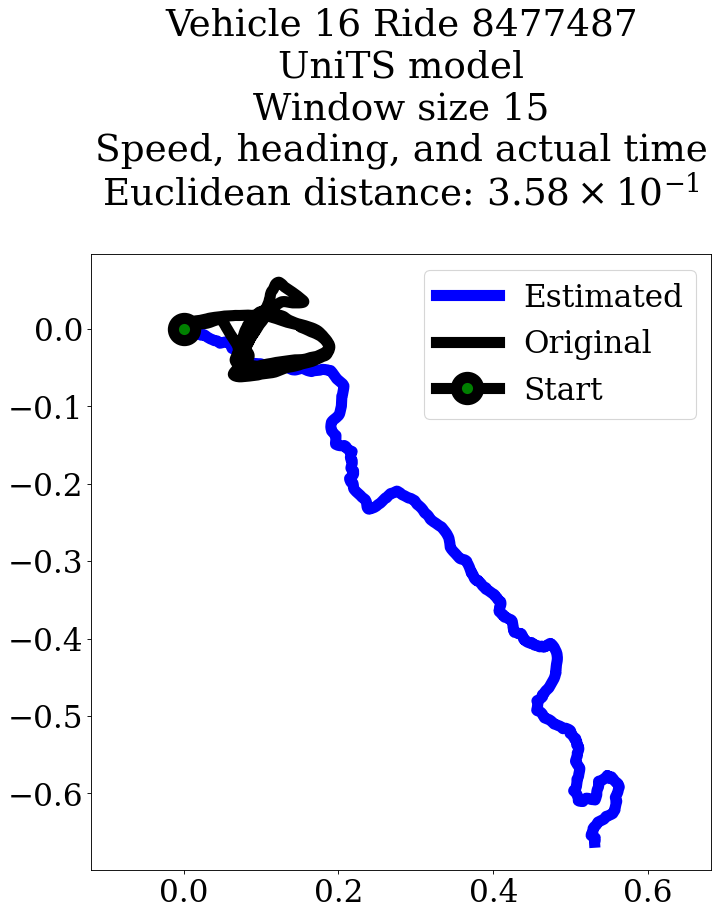 Vehicle 16 Ride 8477487
UniTS model
Window size 15
Speed, heading, and actual time
Euclidean distance: 3.58 × 10⁻¹
Estimated
Original
Start
0.0
−0.1
−0.2
−0.3
−0.4
−0.5
−0.6
0.0 0.2 0.4 0.6